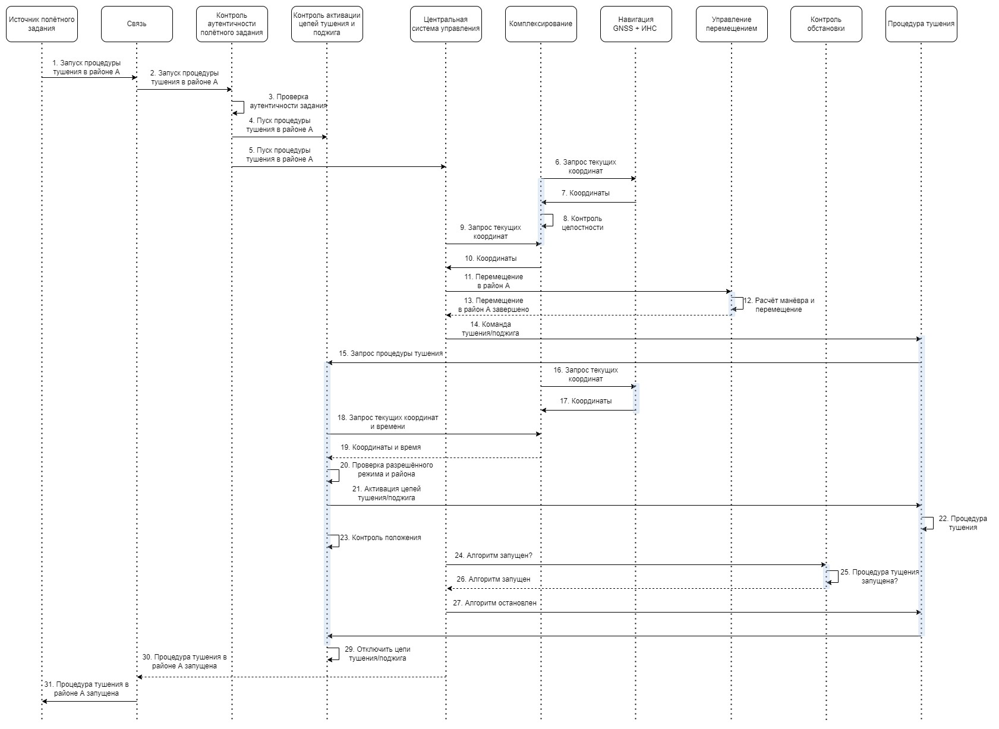 Источник полётного
задания
Связь
Контроль
аутентичности
полётного задания
Контроль активации
цепей тушения и
поджига
Центральная
система управления
Комплексирование
Навигация
GNSS + ИНС
Управление
перемещением
Контроль
обстановки
Процедура тушения
1. Запуск процедуры
тушения в районе А
2. Запуск процедуры
тушения в районе А
3. Проверка
аутентичности задания
4. Пуск процедуры
тушения в районе А
5. Пуск процедуры
тушения в районе А
6. Запрос текущих
координат
7. Координаты
8. Контроль
целостности
9. Запрос текущих
координат
10. Координаты
11. Перемещение
в район А
12. Расчёт манёвра и
перемещение
13. Перемещение
в район А завершено
14. Команда
тушения/поджига
15. Запрос процедуры тушения
16. Запрос текущих
координат
17. Координаты
18. Запрос текущих координат
и времени
19. Координаты и время
20. Проверка разрешённого
режима и района
21. Активация цепей
тушения/поджига
22. Процедура
тушения
23. Контроль положения
24. Алгоритм запущен?
25. Процедура тущения
запущена?
26. Алгоритм запущен
27. Алгоритм остановлен
29. Отключить цепи
тушения/поджига
30. Процедура тушения в
районе А запущена
31. Процедура тушения в
районе А запущена